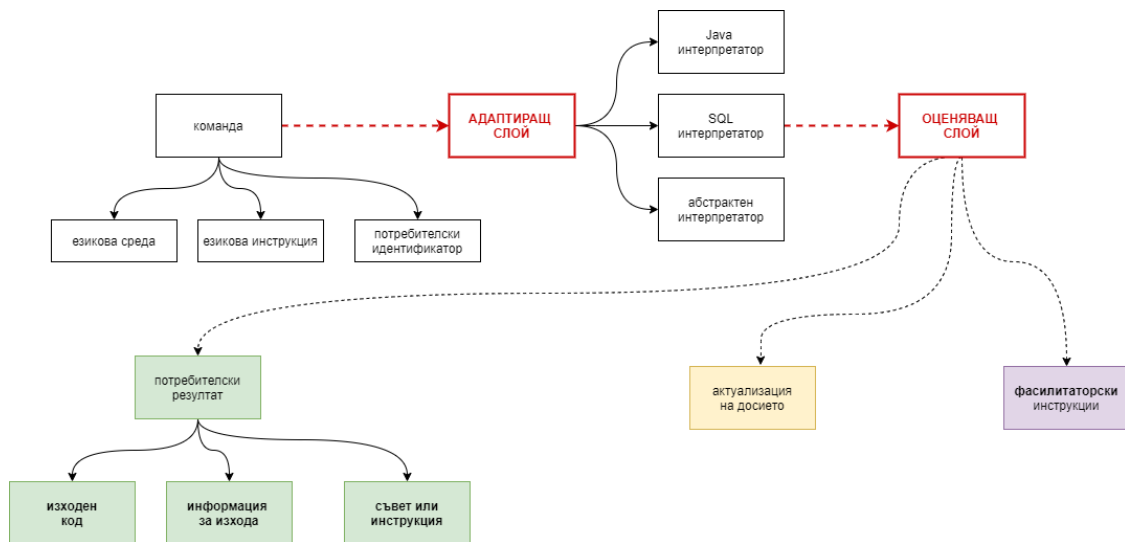 Java
интерпретатор
команда
АДАПТИРАЩ
СЛОЙ
SQL
интерпретатор
ОЦЕНЯВАЩ
СЛОЙ
абстрактен
интерпретатор
езикова среда
езикова инструкция
потребителски
идентификатор
потребителски
резултат
актуализация
на досието
фасилитаторски
инструкции
изходен
код
информация
за изхода
съвет или
инструкция